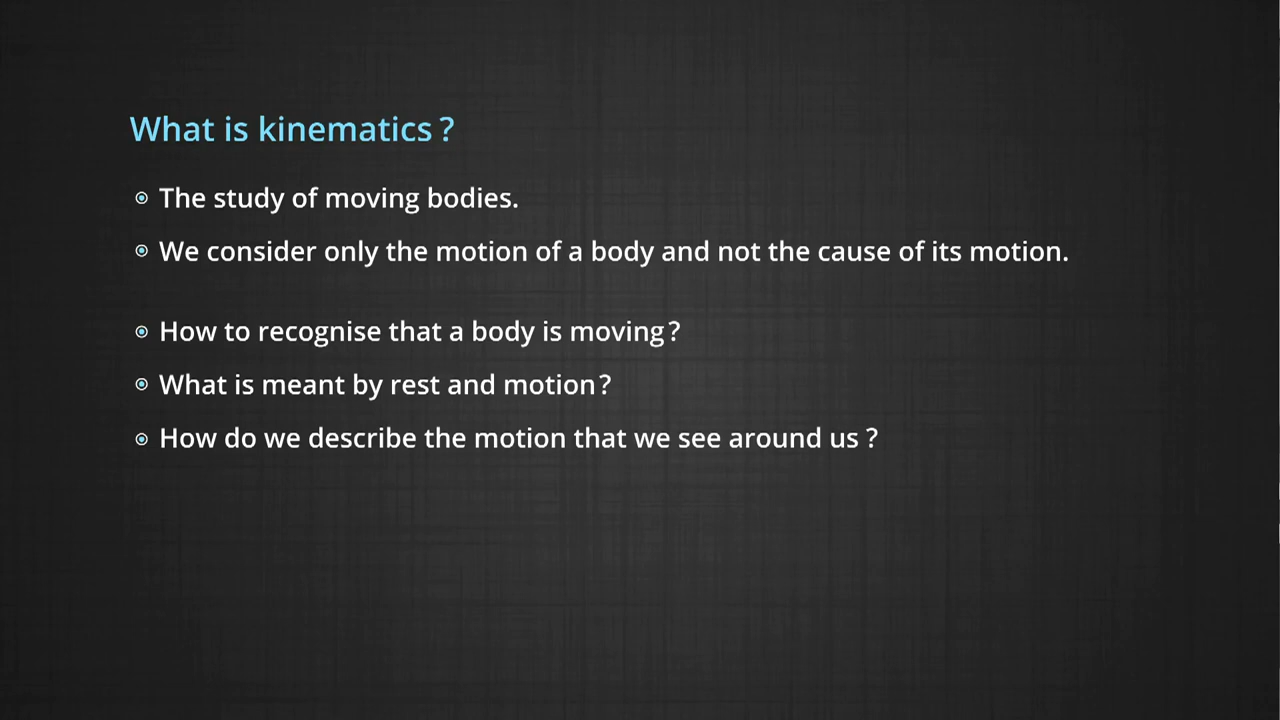 What is kinematics ?
The study of moving bodies.
We consider only the motion of a body and not the cause of its motion.
How to recognise that a body is moving ?
What is meant by rest and motion ?
How do we describe the motion that we see around us ?